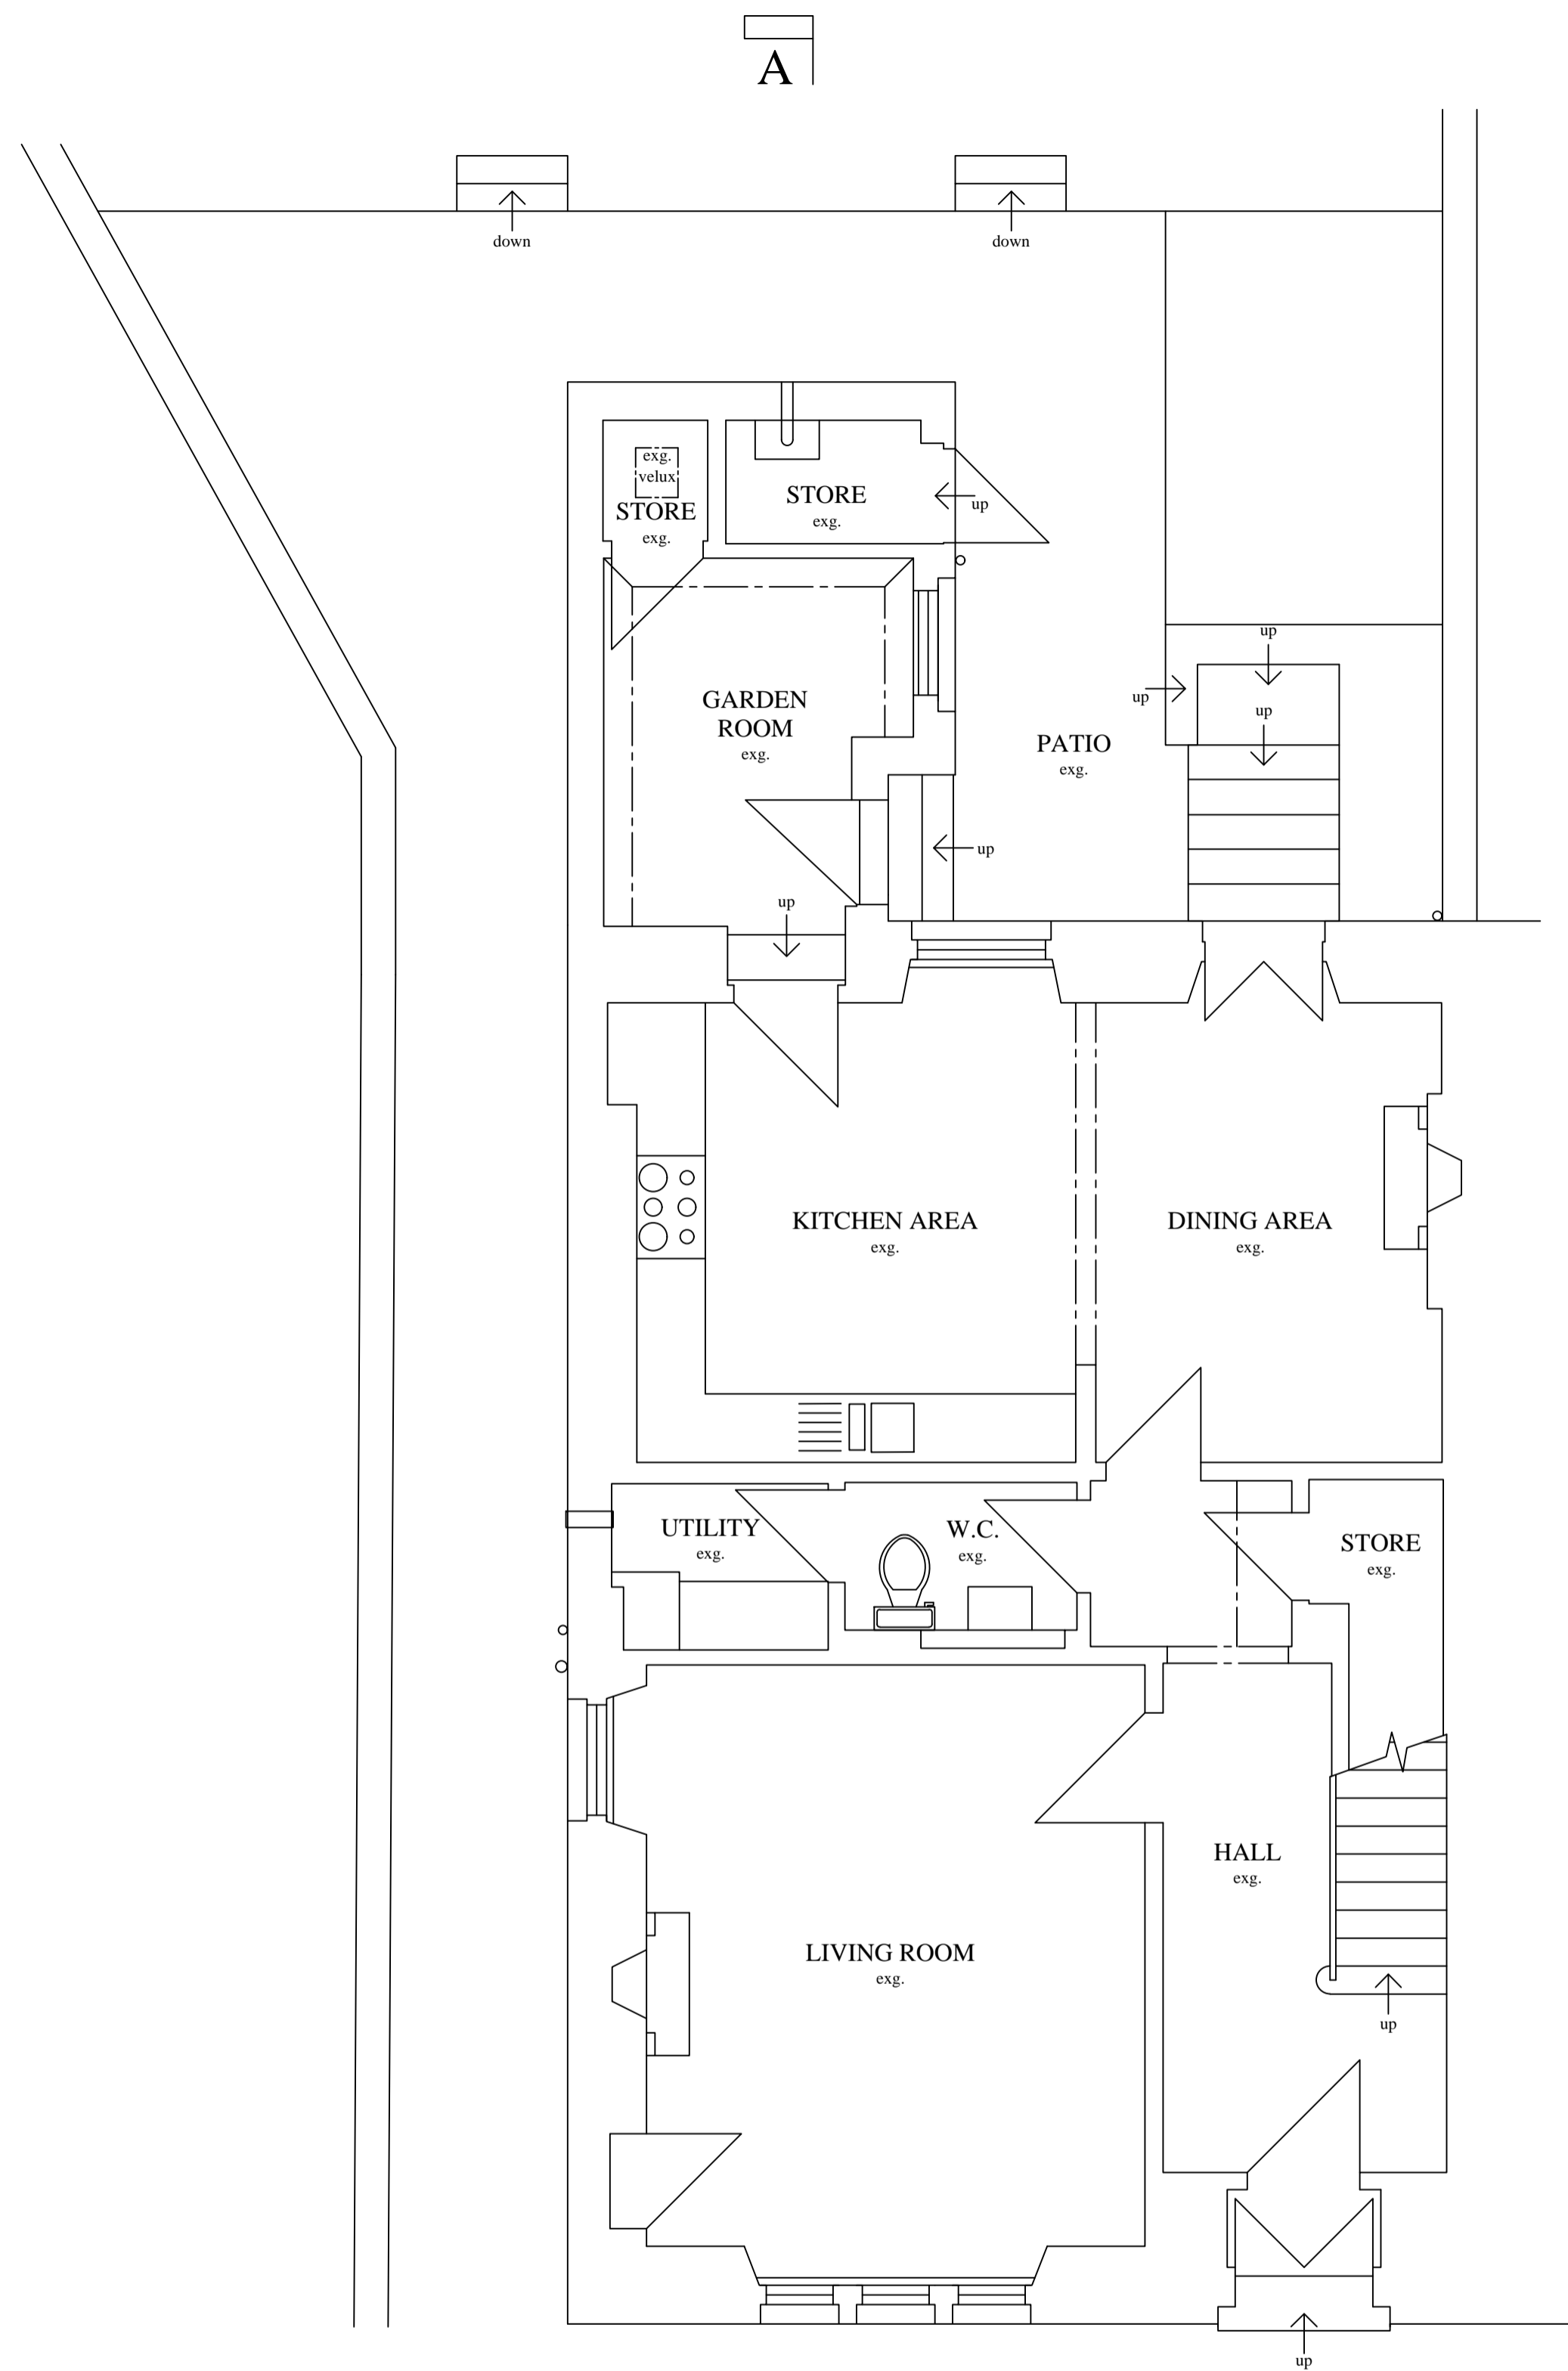 A
down
down
exg.
velux
STORE
exg.
STORE
exg.
up
up
up
up
GARDEN
ROOM
exg.
PATIO
exg.
up
up
KITCHEN AREA
exg.
DINING AREA
exg.
UTILITY
exg.
W.C.
exg.
STORE
exg.
HALL
exg.
LIVING ROOM
exg.
up
up